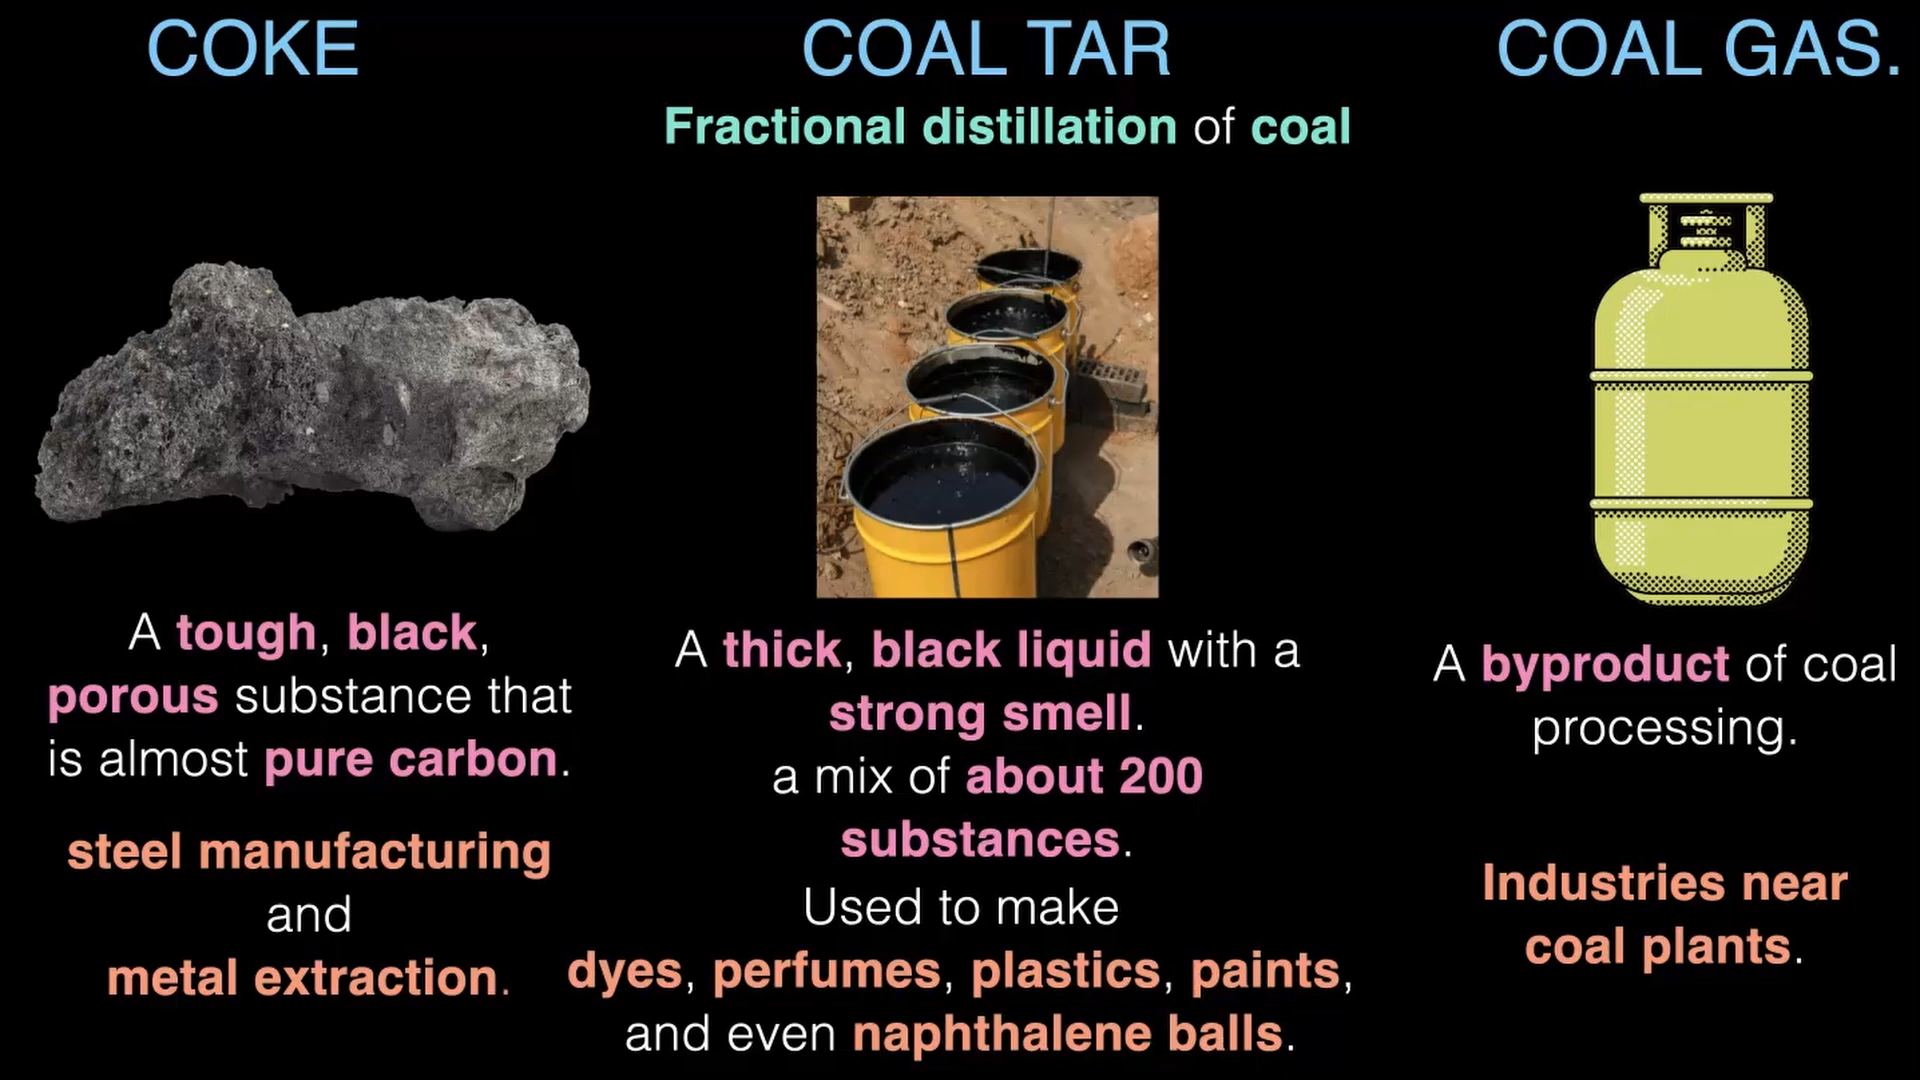 COKE
COAL TAR
COAL GAS.
Fractional distillation of coal
A tough, black,
porous substance that
is almost pure carbon.
steel manufacturing
and
metal extraction.
A thick, black liquid with a
strong smell.
a mix of about 200
substances.
Used to make
dyes, perfumes, plastics, paints,
and even naphthalene balls.
A byproduct of coal
processing.
Industries near
coal plants.